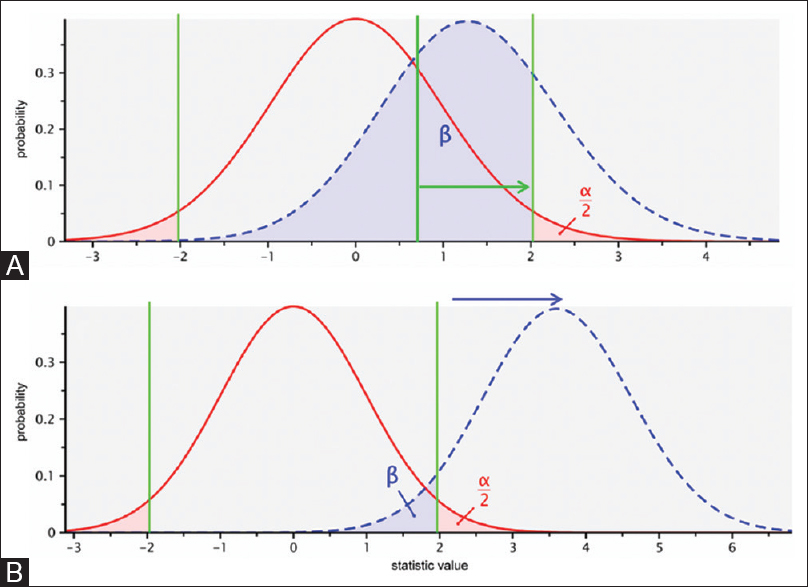 probability
0.3
0.2
0.1
0
β
α
2
-3 -2 -1 0 1 2 3 4
A
probability
0.3
0.2
0.1
0
β
α
2
-3 -2 -1 0 1 2 3 4 5 6
statistic value
B